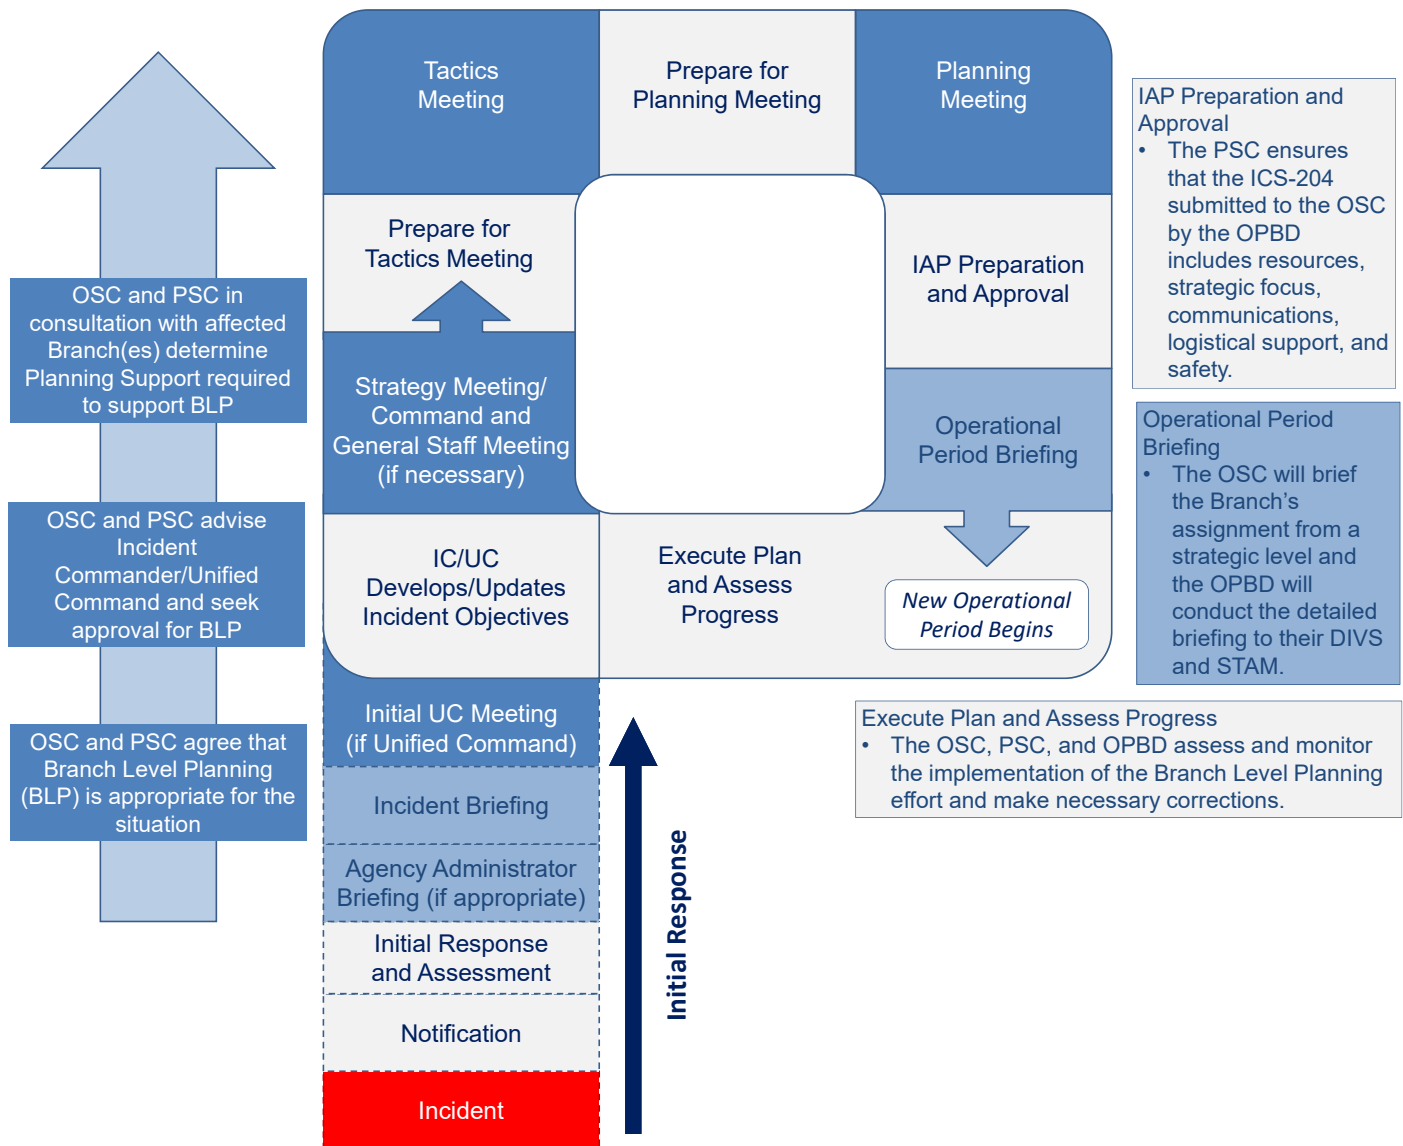 Tactics
Meeting
Prepare for
Planning Meeting
Planning
Meeting
Prepare for
Tactics Meeting
IAP Preparation
and Approval
Strategy Meeting/
Command and
General Staff Meeting
(if necessary)
Operational
Period Briefing
IC/UC
Develops/Updates
Incident Objectives
Execute Plan
and Assess
Progress
New Operational
Period Begins
Initial UC Meeting
(if Unified Command)
Incident Briefing
Agency Administrator
Briefing (if appropriate)
Initial Response
and Assessment
Notification
Incident
Initial Response
OSC and PSC in
consultation with affected
Branch(es) determine
Planning Support required
to support BLP
OSC and PSC advise
Incident
Commander/Unified
Command and seek
approval for BLP
OSC and PSC agree that
Branch Level Planning
(BLP) is appropriate for the
situation
IAP Preparation and
Approval
• The PSC ensures
that the ICS-204
submitted to the OSC
by the OPBD
includes resources,
strategic focus,
communications,
logistical support, and
safety.
Operational Period
Briefing
• The OSC will brief
the Branch's
assignment from a
strategic level and
the OPBD will
conduct the detailed
briefing to their DIVS
and STAM.
Execute Plan and Assess Progress
• The OSC, PSC, and OPBD assess and monitor
the implementation of the Branch Level Planning
effort and make necessary corrections.